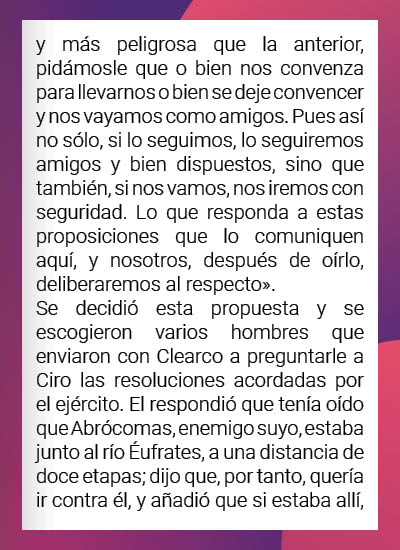 y más peligrosa que la anterior,
pidámosle que o bien nos convenza
para llevarnos o bien se deje convencer
y nos vayamos como amigos. Pues así
no sólo, si lo seguimos, lo seguiremos
amigos y bien dispuestos, sino que
también, si nos vamos, nos iremos con
seguridad. Lo que responda a estas
proposiciones que lo comuniquen
aquí, y nosotros, después de oírlo,
deliberaremos al respecto».
Se decidió esta propuesta y se
escogieron varios hombres que
enviaron con Clearco a preguntarle a
Ciro las resoluciones acordadas por
el ejército. El respondió que tenía oído
que Abrócomas, enemigo suyo, estaba
junto al río Éufrates, a una distancia de
doce etapas; dijo que, por tanto, quería
ir contra él, y añadió que si estaba allí,